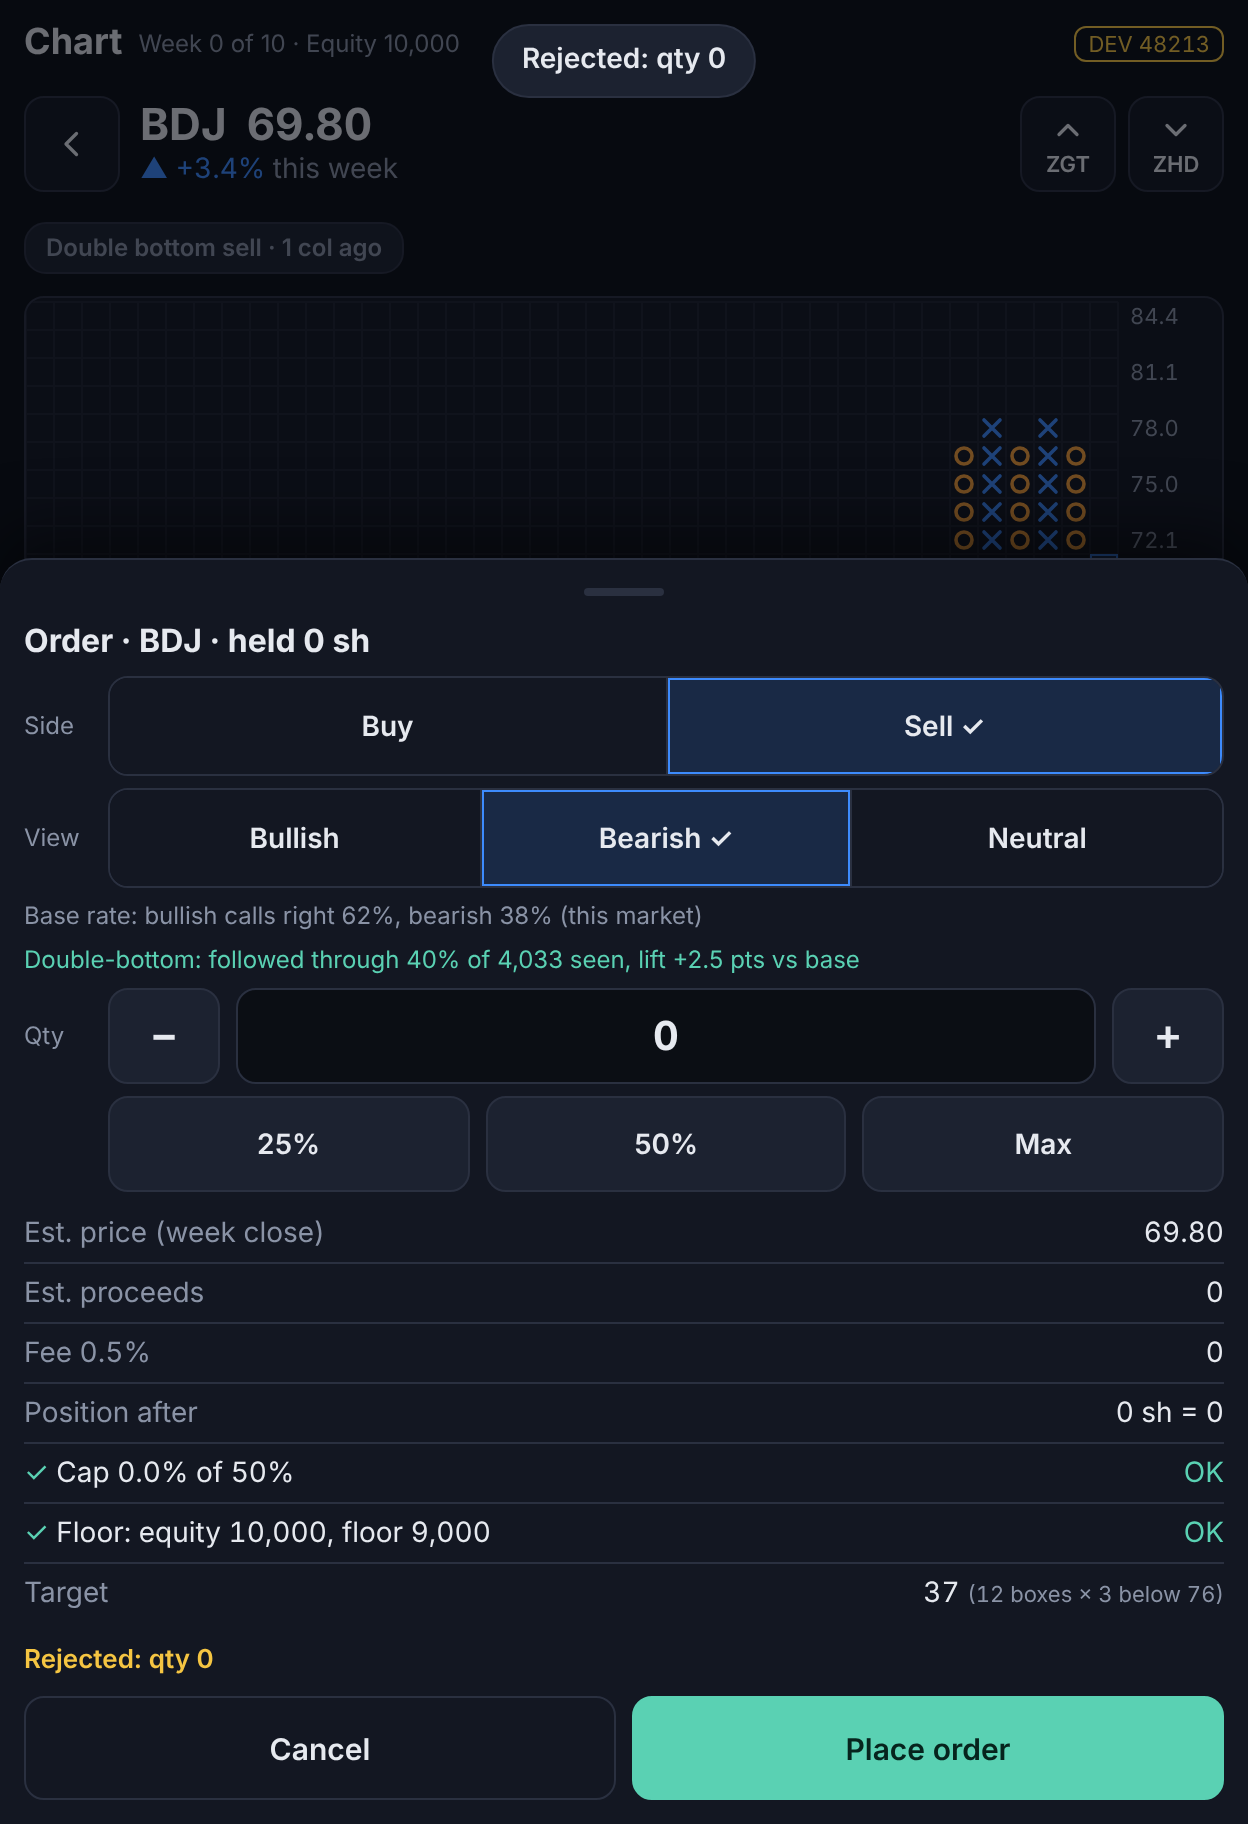 Chart Week 0 of 10 · Equity 10,000
Rejected: qty 0
DEV 48213
BDJ 69.80
▲ +3.4% this week
ZGT
ZHD
Double bottom sell · 1 col ago
84.4
81.1
78.0
75.0
72.1
Order · BDJ · held 0 sh
Side
Buy
Sell ✓
View
Bullish
Bearish ✓
Neutral
Base rate: bullish calls right 62%, bearish 38% (this market)
Double-bottom: followed through 40% of 4,033 seen, lift +2.5 pts vs base
Qty
−
0
+
25%
50%
Max
Est. price (week close) 69.80
Est. proceeds 0
Fee 0.5% 0
Position after 0 sh = 0
✓ Cap 0.0% of 50% OK
✓ Floor: equity 10,000, floor 9,000 OK
Target 37 (12 boxes × 3 below 76)
Rejected: qty 0
Cancel
Place order